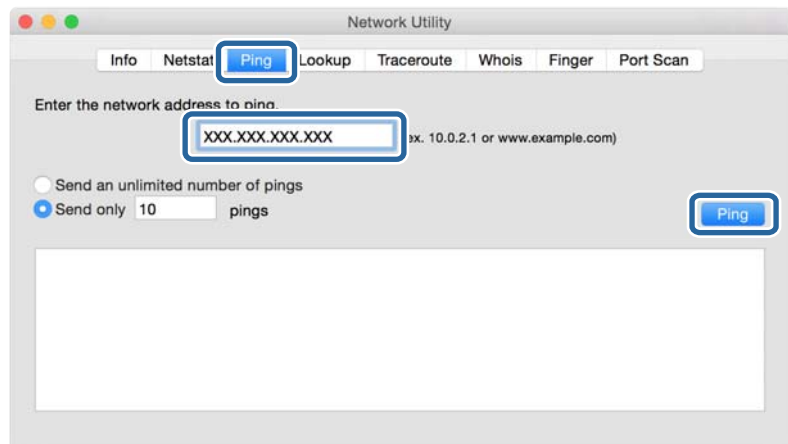 Network Utility
Info Netstat Ping Lookup Traceroute Whois Finger Port Scan
Enter the network address to ping.
XXX.XXX.XXX.XXX ex. 10.0.2.1 or www.example.com)
Send an unlimited number of pings
Send only 10 pings
Ping